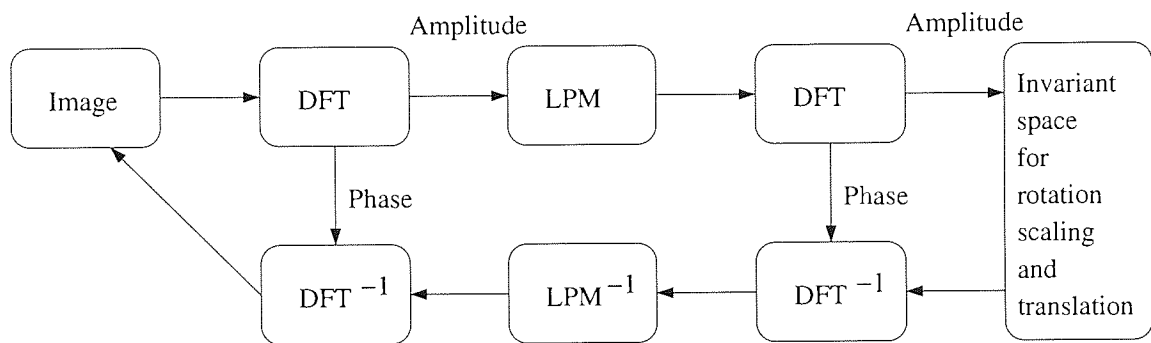 Amplitude
Amplitude
Image
DFT
LPM
DFT
Invariant
space
for
rotation
scaling
and
translation
Phase
Phase
DFT⁻¹
LPM⁻¹
DFT⁻¹